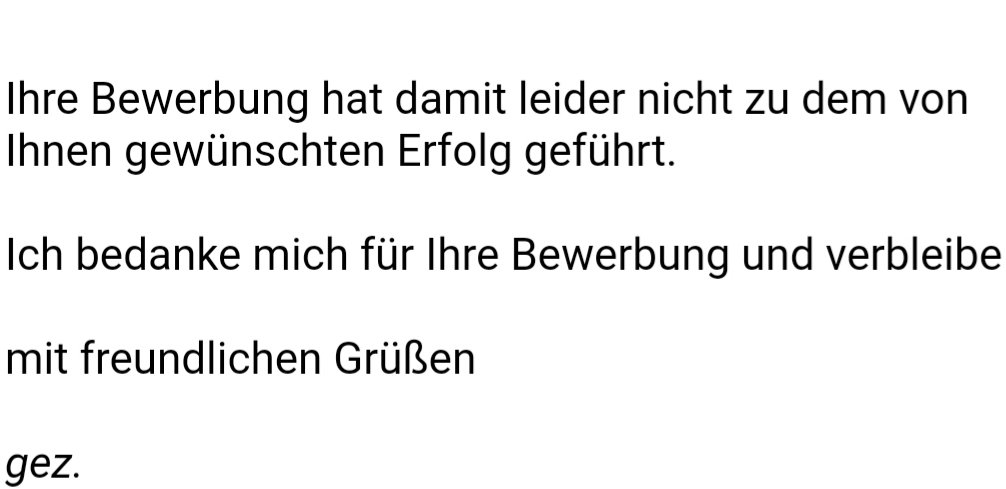 Ihre Bewerbung hat damit leider nicht zu dem von
Ihnen gewünschten Erfolg geführt.
Ich bedanke mich für Ihre Bewerbung und verbleibe
mit freundlichen Grüßen
gez.